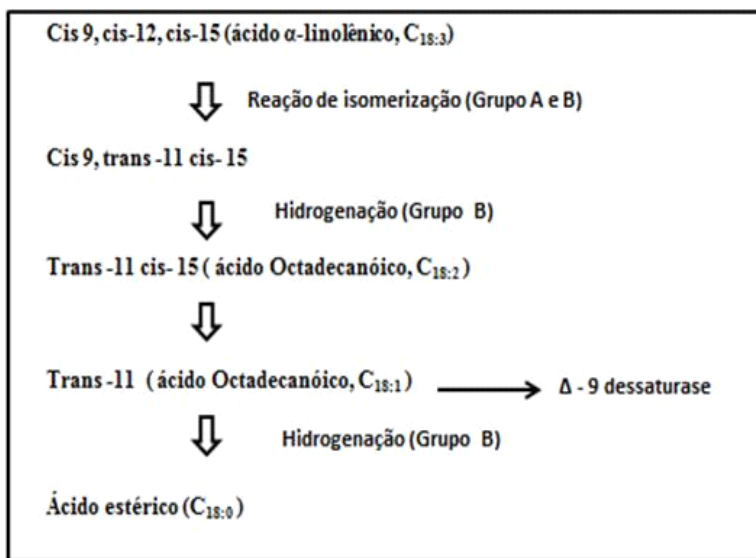 Cis 9, cis-12, cis-15 (ácido α-linolênico, C18:3)
Reação de isomerização (Grupo A e B)
Cis 9, trans -11 cis- 15
Hidrogenação (Grupo B)
Trans -11 cis- 15 ( ácido Octadecanóico, C18:2)
Trans -11 (ácido Octadecanóico, C18:1) Δ - 9 dessaturase
Hidrogenação (Grupo B)
Ácido estérico (C18:0)